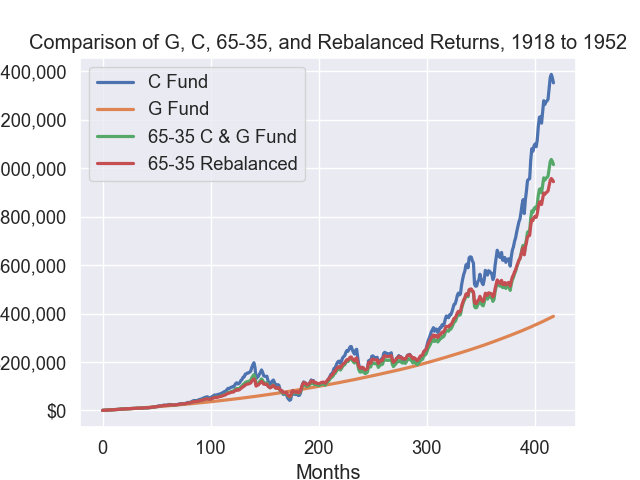 Comparison of G, C, 65-35, and Rebalanced Returns, 1918 to 1952
C Fund
G Fund
65-35 C & G Fund
65-35 Rebalanced
400,000
200,000
000,000
800,000
600,000
400,000
200,000
$0
0 100 200 300 400
Months